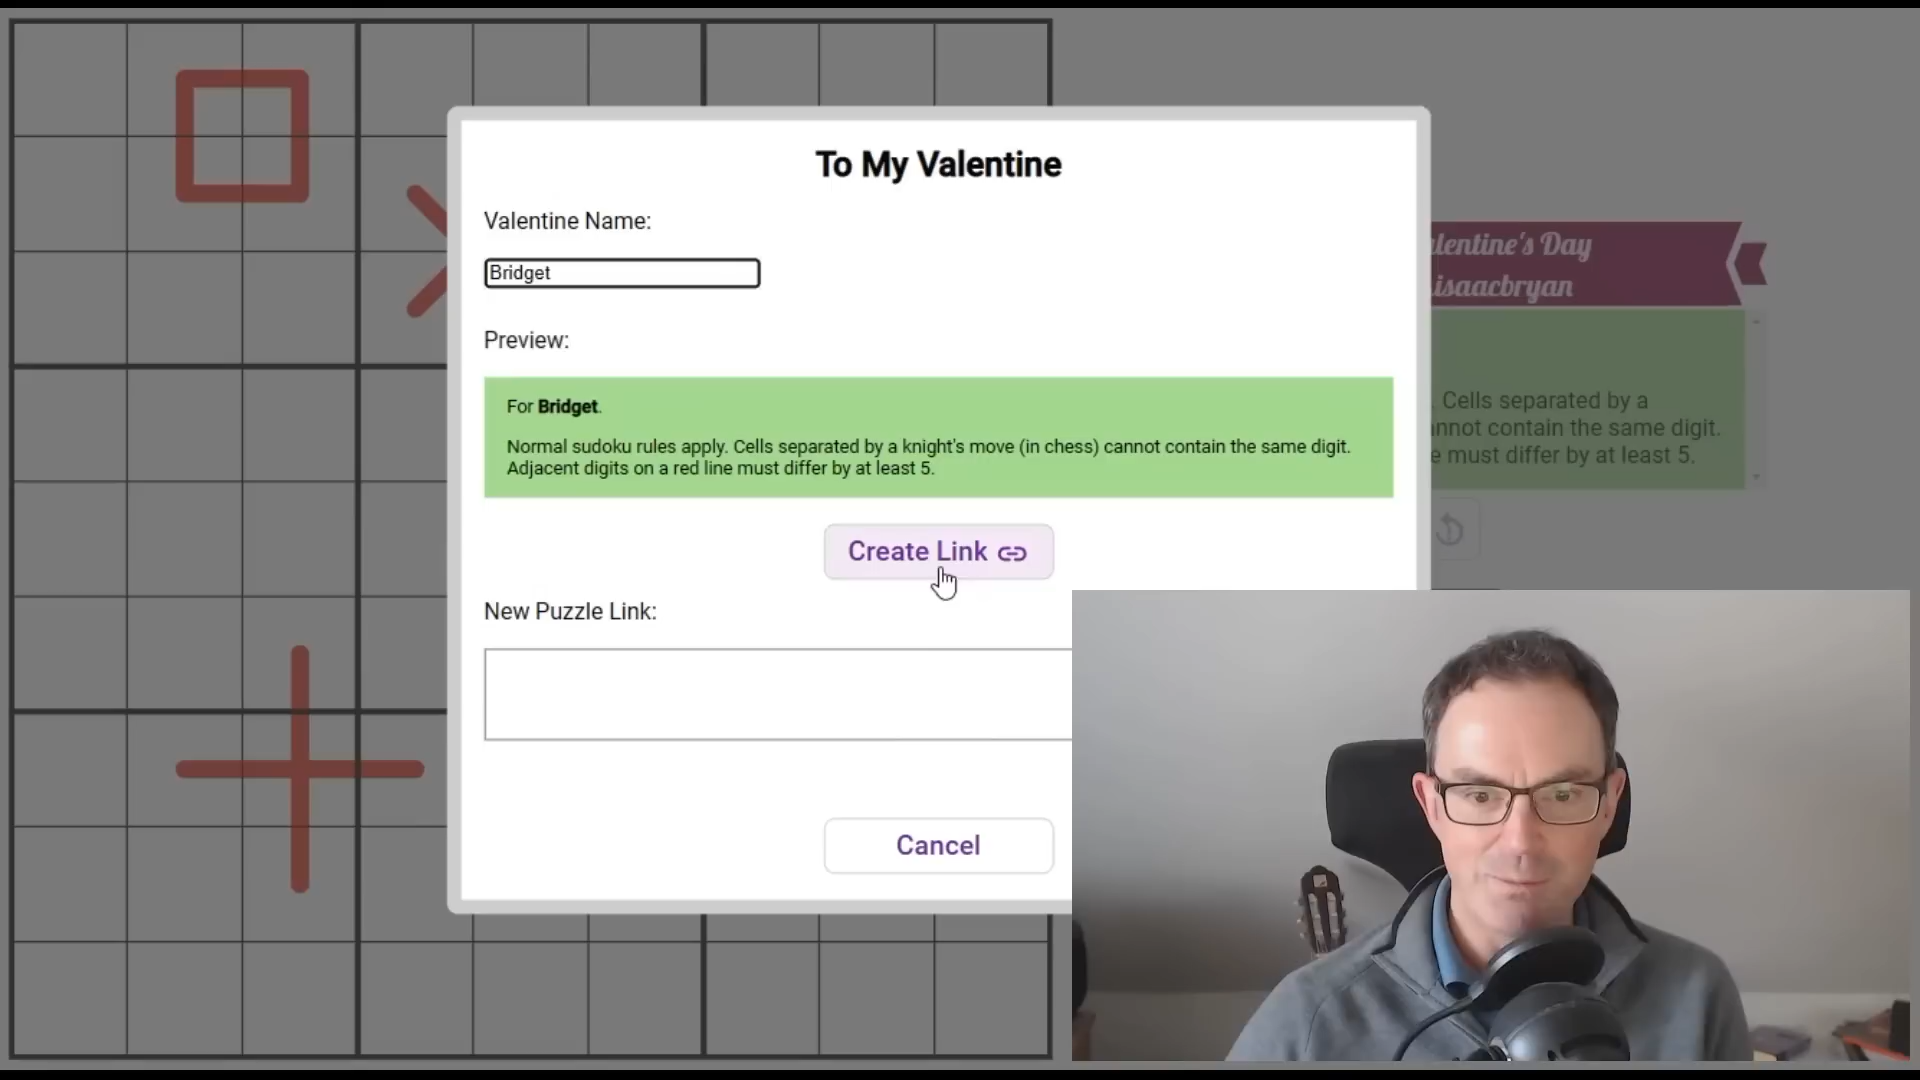 To My Valentine
Valentine Name:
Bridget
Preview:
For Bridget.
Normal sudoku rules apply. Cells separated by a knight's move (in chess) cannot contain the same digit.
Adjacent digits on a red line must differ by at least 5.
Create Link
New Puzzle Link:
Cancel
Day
isaacbryan
. Cells separated by a
contain the same digit.
must differ by at least 5.